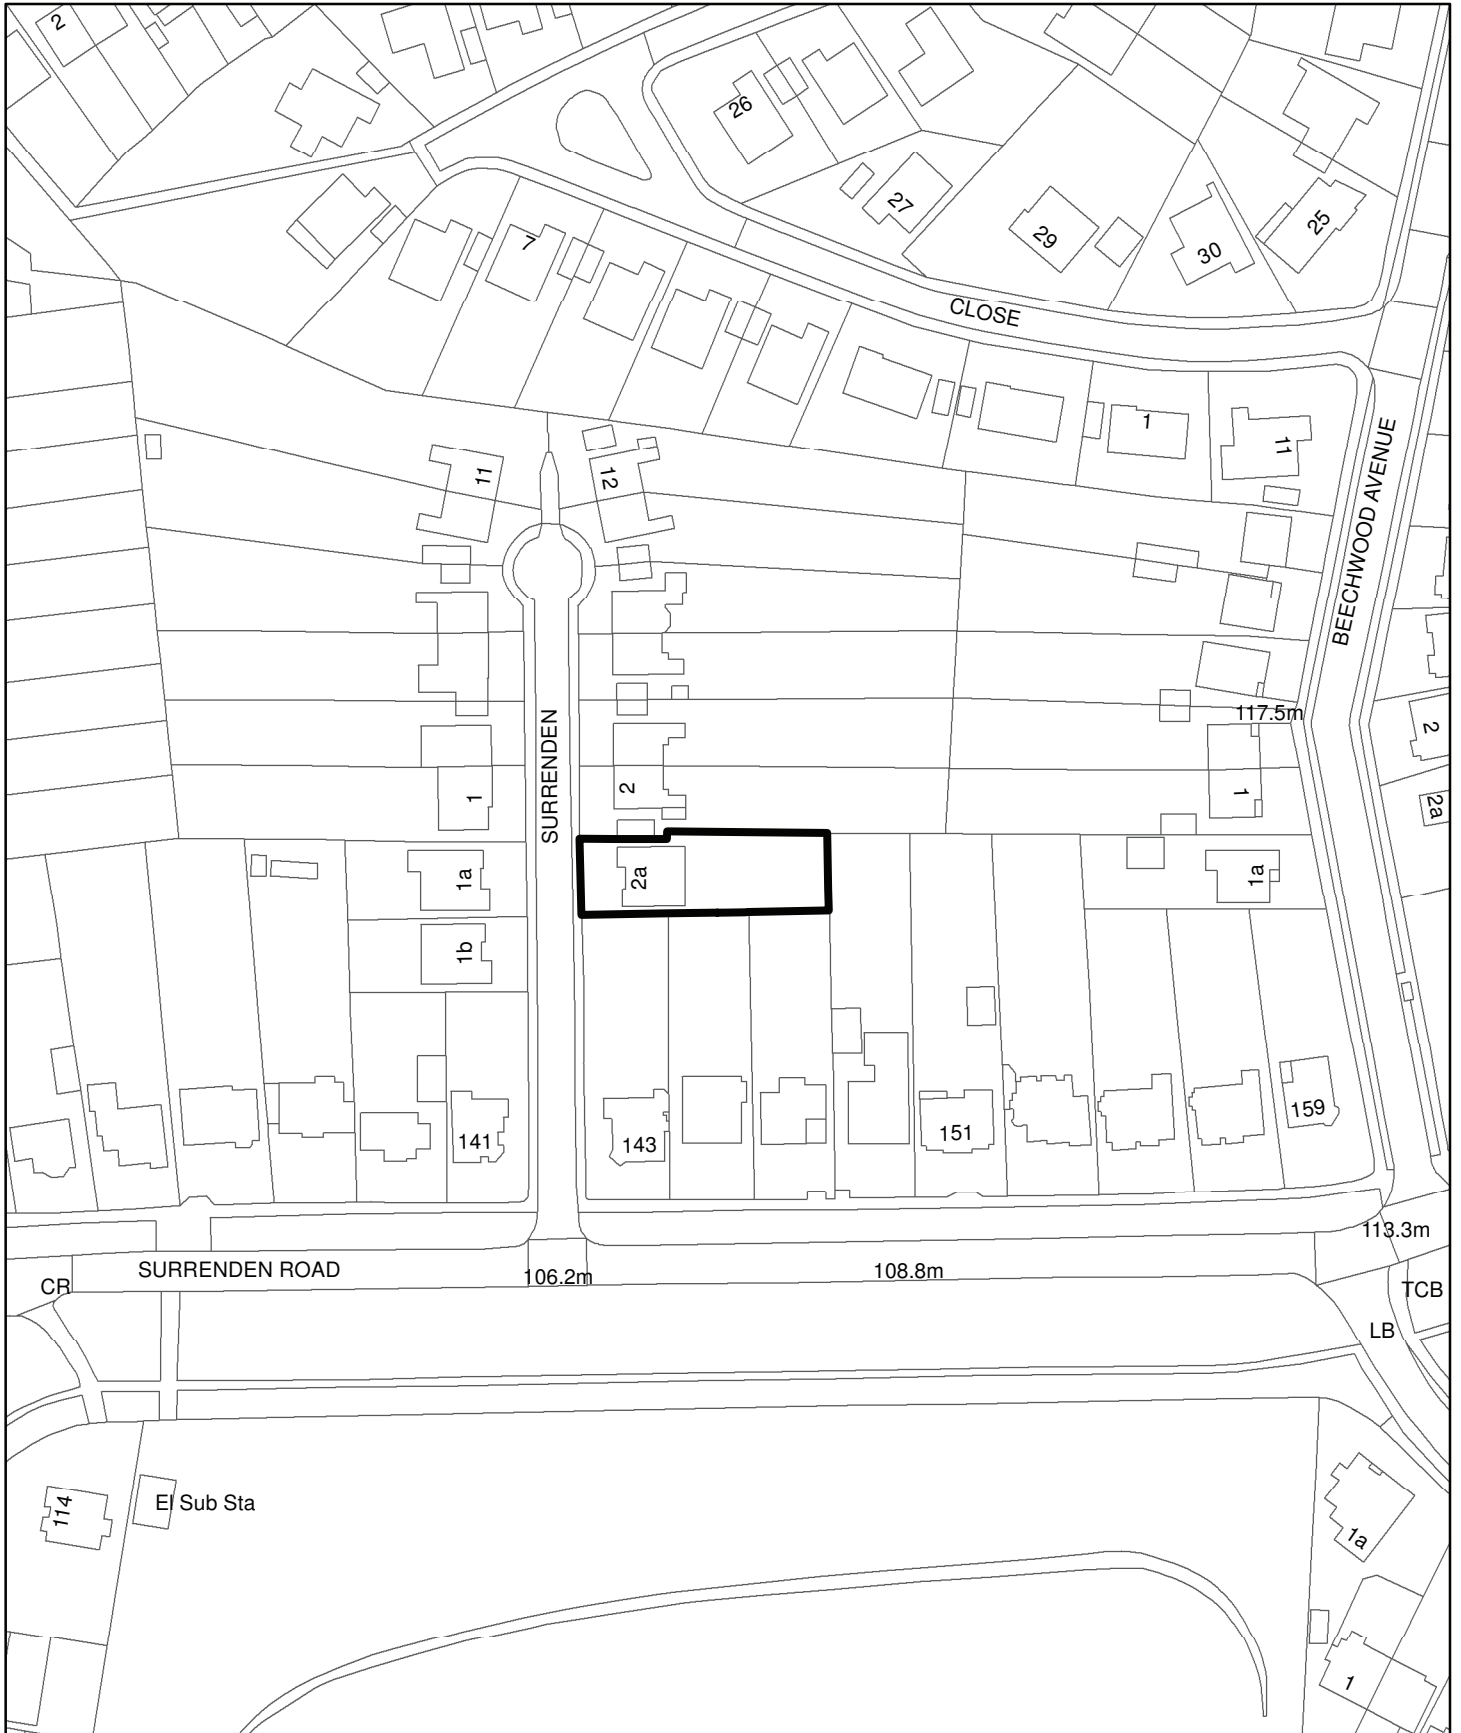 2
26
27
7
29
30
25
CLOSE
1
11
11
12
BEECHWOOD AVENUE
117.5m
SURRENDEN
2
1
2
1
2a
1a
2a
1a
1b
141
143
151
159
113.3m
SURRENDEN ROAD
106.2m
108.8m
CR
TCB
LB
114
El Sub Sta
1a
1